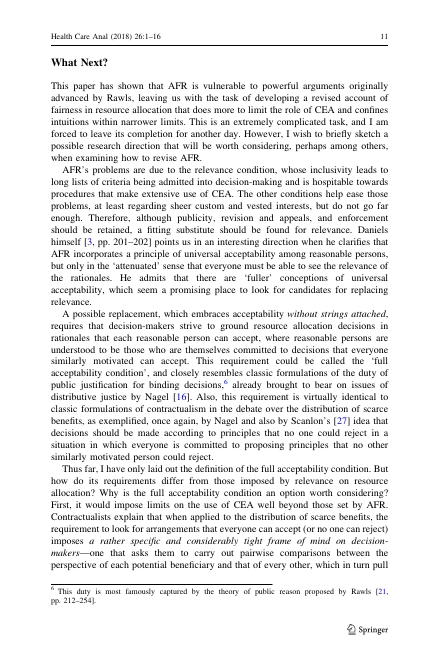 Health Care Anal (2018) 26:1–16 11
What Next?
This paper has shown that AFR is vulnerable to powerful arguments originally
advanced by Rawls, leaving us with the task of developing a revised account of
fairness in resource allocation that does more to limit the role of CEA and confines
intuitions within narrower limits. This is an extremely complicated task, and I am
forced to leave its completion for another day. However, I wish to briefly sketch a
possible research direction that will be worth considering, perhaps among others,
when examining how to revise AFR.
AFR's problems are due to the relevance condition, whose inclusivity leads to
long lists of criteria being admitted into decision-making and is hospitable towards
procedures that make extensive use of CEA. The other conditions help ease those
problems, at least regarding sheer custom and vested interests, but do not go far
enough. Therefore, although publicity, revision and appeals, and enforcement
should be retained, a fitting substitute should be found for relevance. Daniels
himself [3, pp. 201–202] points us in an interesting direction when he clarifies that
AFR incorporates a principle of universal acceptability among reasonable persons,
but only in the 'attenuated' sense that everyone must be able to see the relevance of
the rationales. He admits that there are 'fuller' conceptions of universal
acceptability, which seem a promising place to look for candidates for replacing
relevance.
A possible replacement, which embraces acceptability without strings attached,
requires that decision-makers strive to ground resource allocation decisions in
rationales that each reasonable person can accept, where reasonable persons are
understood to be those who are themselves committed to decisions that everyone
similarly motivated can accept. This requirement could be called the 'full
acceptability condition', and closely resembles classic formulations of the duty of
public justification for binding decisions,6 already brought to bear on issues of
distributive justice by Nagel [16]. Also, this requirement is virtually identical to
classic formulations of contractualism in the debate over the distribution of scarce
benefits, as exemplified, once again, by Nagel and also by Scanlon's [27] idea that
decisions should be made according to principles that no one could reject in a
situation in which everyone is committed to proposing principles that no other
similarly motivated person could reject.
Thus far, I have only laid out the definition of the full acceptability condition. But
how do its requirements differ from those imposed by relevance on resource
allocation? Why is the full acceptability condition an option worth considering?
First, it would impose limits on the use of CEA well beyond those set by AFR.
Contractualists explain that when applied to the distribution of scarce benefits, the
requirement to look for arrangements that everyone can accept (or no one can reject)
imposes a rather specific and considerably tight frame of mind on decision-
makers—one that asks them to carry out pairwise comparisons between the
perspective of each potential beneficiary and that of every other, which in turn pull
6 This duty is most famously captured by the theory of public reason proposed by Rawls [21,
pp. 212–254].
Springer